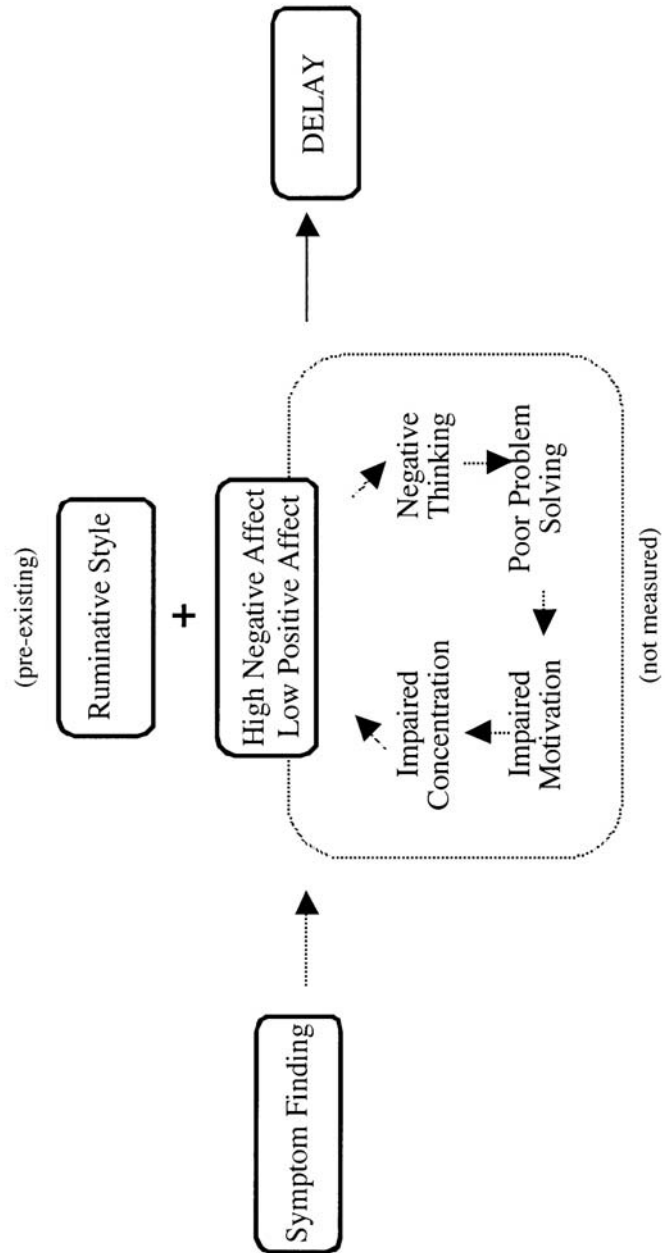 (pre-existing)
Ruminative Style
+
High Negative Affect
Low Positive Affect
Symptom Finding
DELAY
Impaired
Concentration
Negative
Thinking
Impaired
Motivation
Poor Problem
Solving
(not measured)